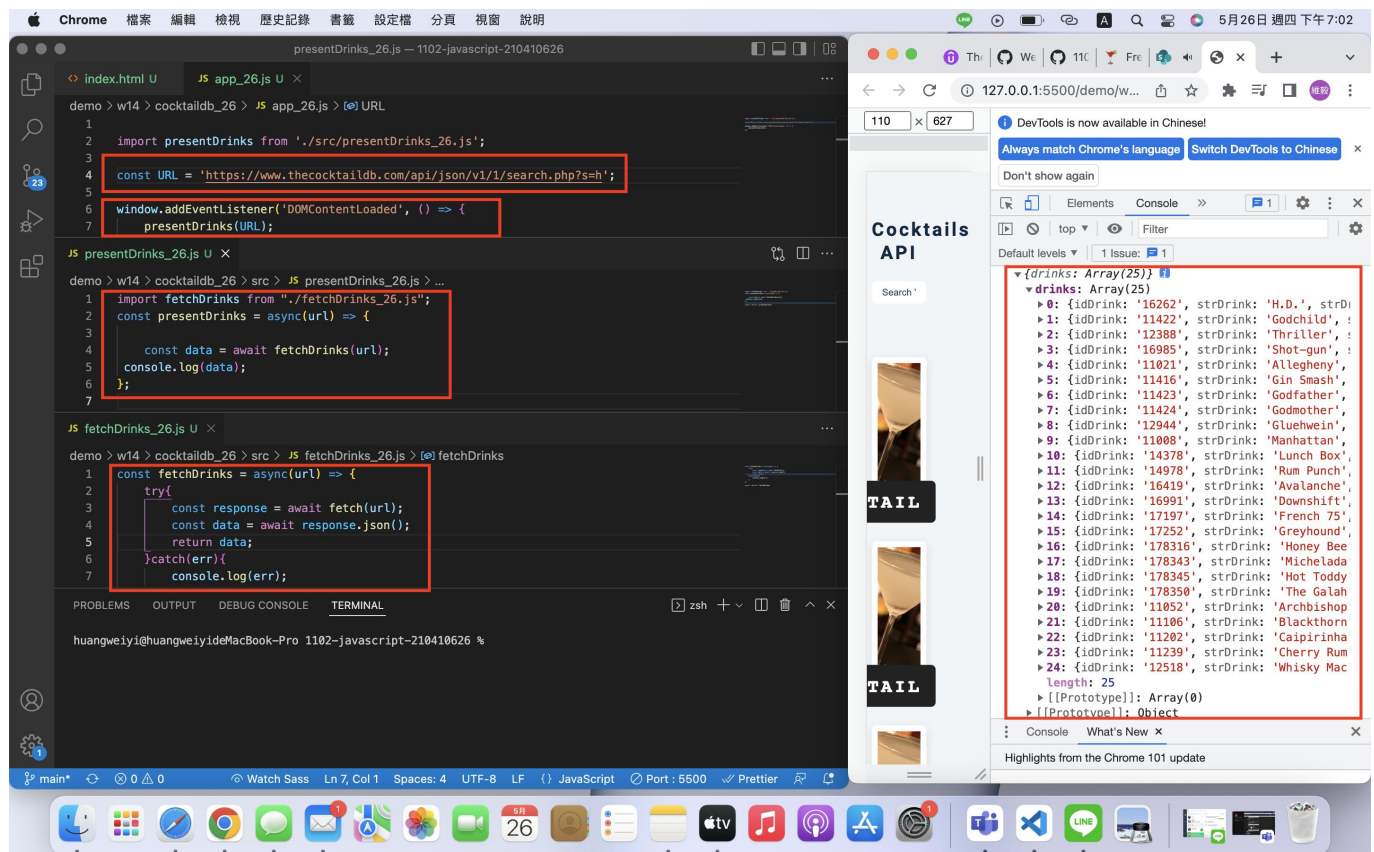 Chrome 檔案 編輯 檢視 歷史記錄 書籤 設定檔 分頁 視窗 說明
A 5月26日 週四 下午7:02
presentDrinks_26.js — 1102-javascript-210410626
<> index.html U JS app_26.js U ×
demo > w14 > cocktaildb_26 > JS app_26.js > URL
1
2 import presentDrinks from './src/presentDrinks_26.js';
3
4 const URL = 'https://www.thecocktaildb.com/api/json/v1/1/search.php?s=h';
5
6 window.addEventListener('DOMContentLoaded', () => {
7 presentDrinks(URL);
23
JS presentDrinks_26.js U ×
demo > w14 > cocktaildb_26 > src > JS presentDrinks_26.js > ...
1 import fetchDrinks from "./fetchDrinks_26.js";
2 const presentDrinks = async(url) => {
3
4 const data = await fetchDrinks(url);
5 console.log(data);
6 };
7
JS fetchDrinks_26.js U ×
demo > w14 > cocktaildb_26 > src > JS fetchDrinks_26.js > fetchDrinks
1 const fetchDrinks = async(url) => {
2 try{
3 const response = await fetch(url);
4 const data = await response.json();
5 return data;
6 }catch(err){
7 console.log(err);
PROBLEMS OUTPUT DEBUG CONSOLE TERMINAL zsh
huangweiyi@huangweiyideMacBook-Pro 1102-javascript-210410626 %
1
main* 0 0 Watch Sass Ln 7, Col 1 Spaces: 4 UTF-8 LF {} JavaScript Port : 5500 Prettier
The We 110 Fre × +
127.0.0.1:5500/demo/w... 維毅
110 × 627
Cocktails
API
Search
TAIL
TAIL
DevTools is now available in Chinese!
Always match Chrome's language Switch DevTools to Chinese ×
Don't show again
Elements Console » 1
top ▼ Filter
Default levels ▼ 1 Issue: 1
▼{drinks: Array(25)}
▼drinks: Array(25)
▶0: {idDrink: '16262', strDrink: 'H.D.', strD
▶1: {idDrink: '11422', strDrink: 'Godchild',
▶2: {idDrink: '12388', strDrink: 'Thriller',
▶3: {idDrink: '16985', strDrink: 'Shot-gun',
▶4: {idDrink: '11021', strDrink: 'Allegheny',
▶5: {idDrink: '11416', strDrink: 'Gin Smash',
▶6: {idDrink: '11423', strDrink: 'Godfather',
▶7: {idDrink: '11424', strDrink: 'Godmother',
▶8: {idDrink: '12944', strDrink: 'Gluehwein',
▶9: {idDrink: '11008', strDrink: 'Manhattan',
▶10: {idDrink: '14378', strDrink: 'Lunch Box',
▶11: {idDrink: '14978', strDrink: 'Rum Punch',
▶12: {idDrink: '16419', strDrink: 'Avalanche',
▶13: {idDrink: '16991', strDrink: 'Downshift',
▶14: {idDrink: '17197', strDrink: 'French 75',
▶15: {idDrink: '17252', strDrink: 'Greyhound',
▶16: {idDrink: '178316', strDrink: 'Honey Bee
▶17: {idDrink: '178343', strDrink: 'Michelada
▶18: {idDrink: '178345', strDrink: 'Hot Toddy
▶19: {idDrink: '178350', strDrink: 'The Galah
▶20: {idDrink: '11052', strDrink: 'Archbishop
▶21: {idDrink: '11106', strDrink: 'Blackthorn
▶22: {idDrink: '11202', strDrink: 'Caipirinha
▶23: {idDrink: '11239', strDrink: 'Cherry Rum
▶24: {idDrink: '12518', strDrink: 'Whisky Mac
length: 25
▶[[Prototype]]: Array(0)
▶[[Prototype]]: Object
Console What's New × ×
Highlights from the Chrome 101 update
1
5月
26
tv
1
LINE